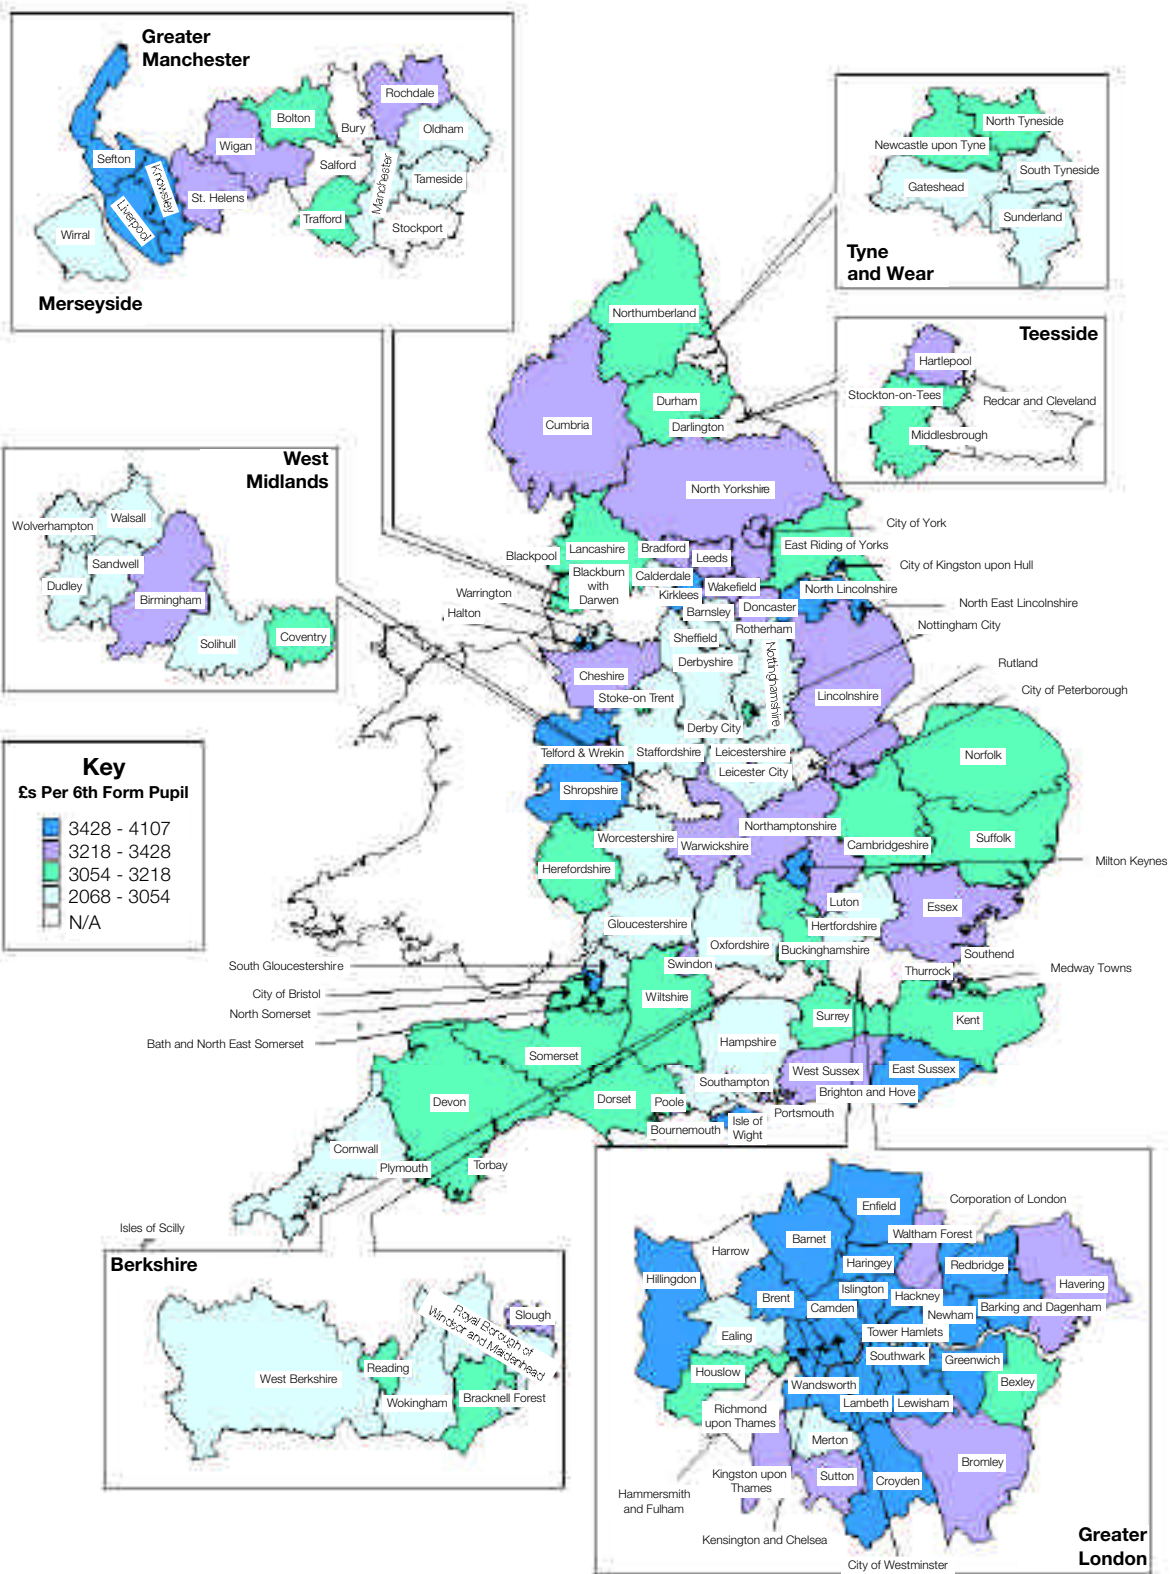 Greater
Manchester
Rochdale
Bolton
Bury
Oldham
Wigan
Sefton
Salford
Knowsley
Manchester
Tameside
St. Helens
Liverpool
Trafford
Stockport
Wirral
Merseyside
North Tyneside
Newcastle upon Tyne
South Tyneside
Gateshead
Sunderland
Tyne
and Wear
Teesside
Hartlepool
Stockton-on-Tees
Redcar and Cleveland
Middlesbrough
Northumberland
Durham
Cumbria
Darlington
North Yorkshire
West
Midlands
Wolverhampton
Walsall
Sandwell
Dudley
Birmingham
Solihull
Coventry
City of York
Blackpool
Lancashire
Bradford
Leeds
East Riding of Yorks
City of Kingston upon Hull
Blackburn
with
Darwen
Calderdale
Wakefield
North Lincolnshire
Warrington
Kirklees
Halton
Barnsley
Doncaster
North East Lincolnshire
Rotherham
Nottingham City
Sheffield
Derbyshire
Nottinghamshire
Rutland
Cheshire
City of Peterborough
Stoke-on Trent
Lincolnshire
Derby City
Telford & Wrekin
Staffordshire
Leicestershire
Leicester City
Norfolk
Shropshire
Northamptonshire
Worcestershire
Warwickshire
Cambridgeshire
Suffolk
Herefordshire
Milton Keynes
Luton
Essex
Gloucestershire
Hertfordshire
Oxfordshire
Buckinghamshire
Southend
South Gloucestershire
Swindon
Thurrock
Medway Towns
City of Bristol
Wiltshire
North Somerset
Surrey
Kent
Bath and North East Somerset
Hampshire
Somerset
West Sussex
East Sussex
Southampton
Brighton and Hove
Devon
Dorset
Poole
Portsmouth
Bournemouth
Isle of
Wight
Cornwall
Plymouth
Torbay
Isles of Scilly
Key
£s Per 6th Form Pupil
3428 - 4107
3218 - 3428
3054 - 3218
2068 - 3054
N/A
Berkshire
Royal Borough of
Windsor and Maidenhead
Slough
Reading
West Berkshire
Wokingham
Bracknell Forest
Corporation of London
Enfield
Waltham Forest
Barnet
Harrow
Haringey
Redbridge
Hillingdon
Havering
Islington
Brent
Hackney
Camden
Newham
Barking and Dagenham
Ealing
Tower Hamlets
Southwark
Greenwich
Houslow
Bexley
Wandsworth
Lambeth
Lewisham
Richmond
upon Thames
Merton
Bromley
Kingston upon
Thames
Sutton
Croyden
Hammersmith
and Fulham
Kensington and Chelsea
City of Westminster
Greater
London